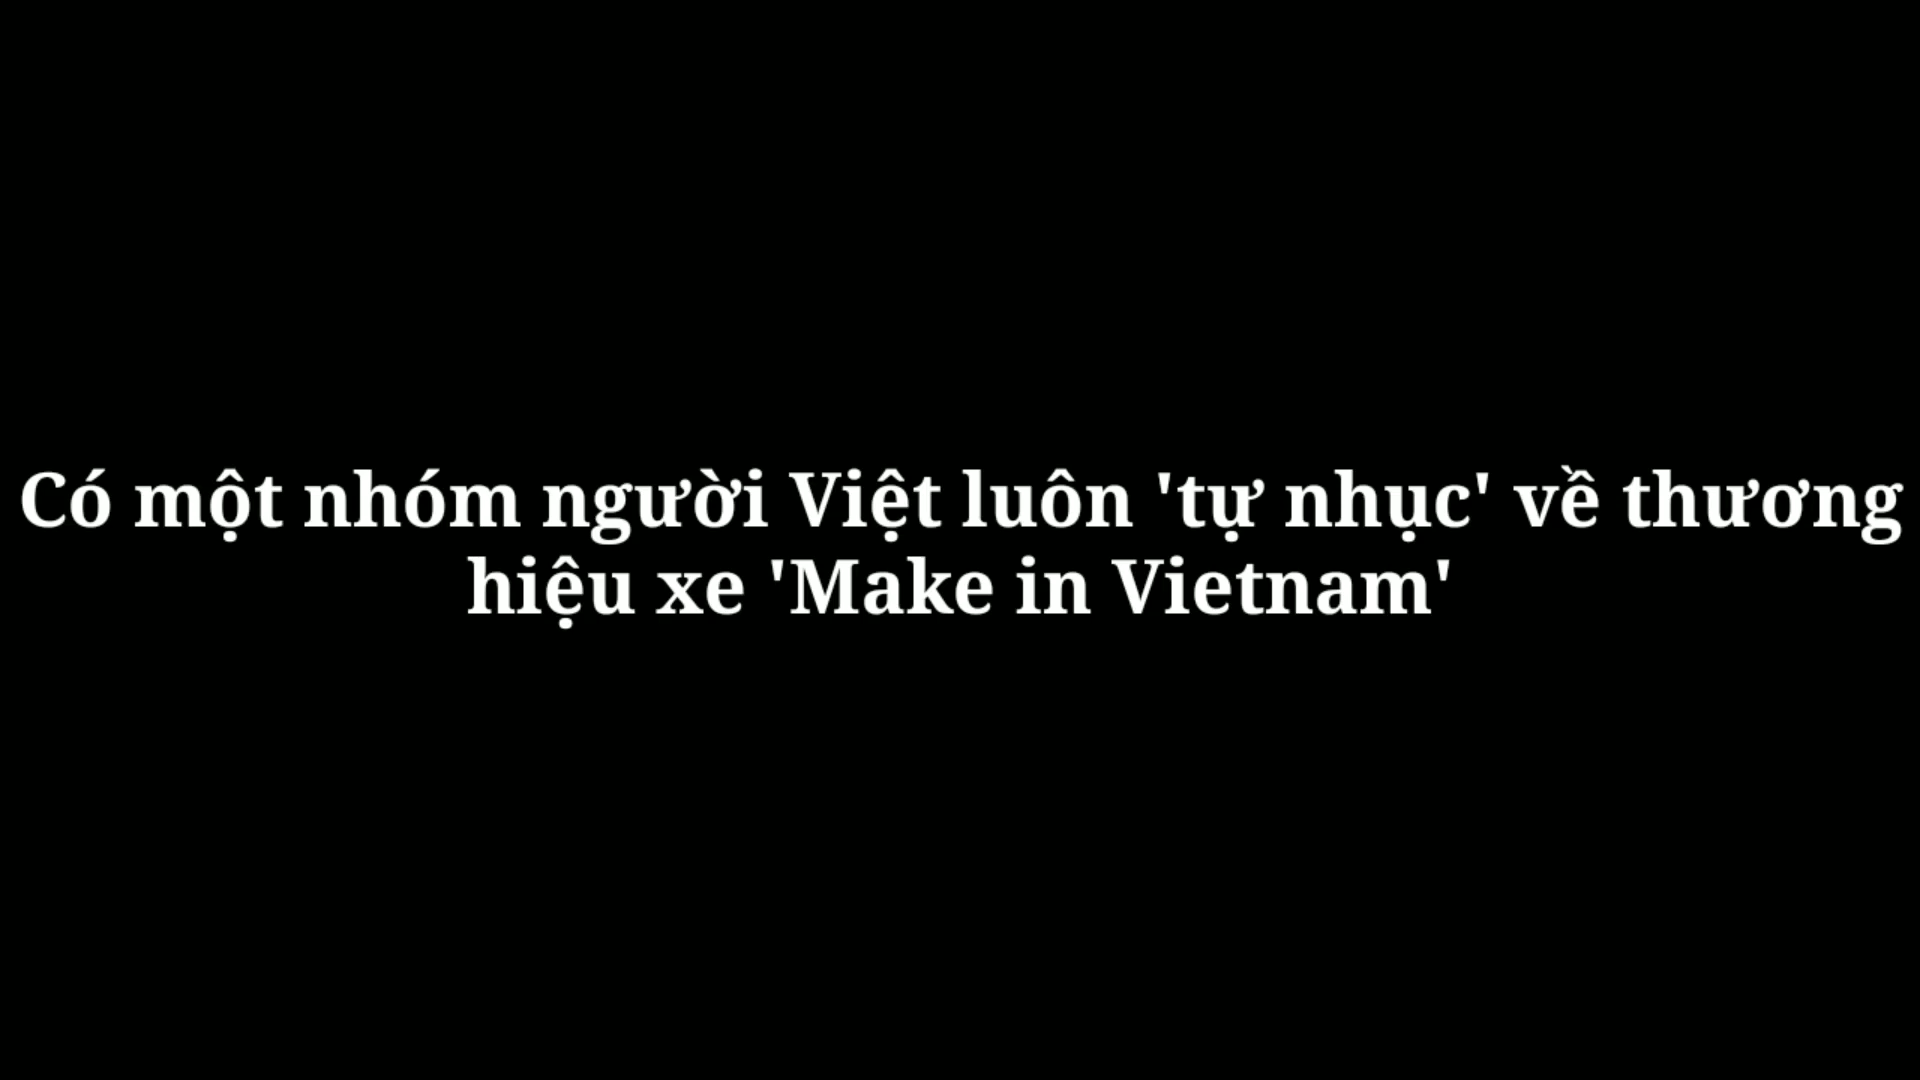 Có một nhóm người Việt luôn 'tự nhục' về thương
hiệu xe 'Make in Vietnam'